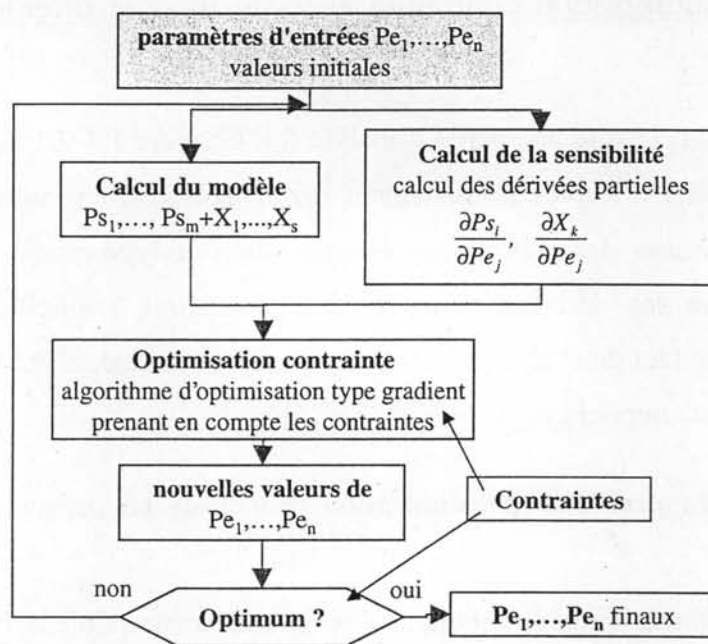 paramètres d'entrées Pe₁,...,Peₙ
valeurs initiales
Calcul du modèle
Ps₁,..., Psₘ+X₁,...,Xₛ
Calcul de la sensibilité
calcul des dérivées partielles
∂Psᵢ/∂Peⱼ, ∂Xₖ/∂Peⱼ
Optimisation contrainte
algorithme d'optimisation type gradient
prenant en compte les contraintes
nouvelles valeurs de
Pe₁,...,Peₙ
Contraintes
non
Optimum ?
oui
Pe₁,...,Peₙ finaux